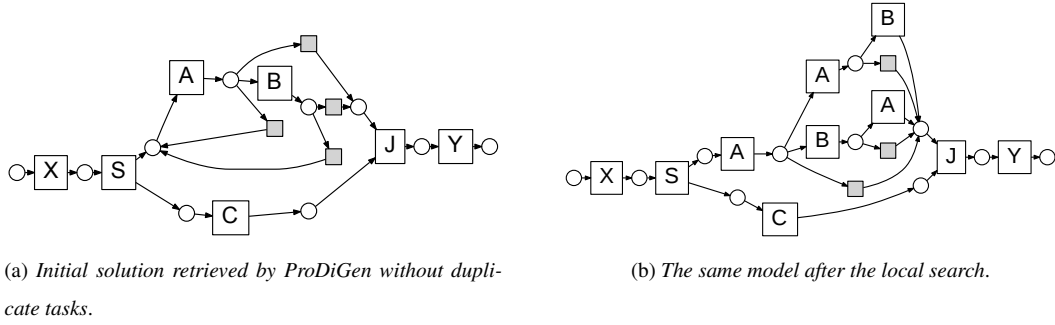 B
A
A
B
A
B
A
J
Y
X
S
C
J
Y
X
S
C
(a) Initial solution retrieved by ProDiGen without dupli-
cate tasks.
(b) The same model after the local search.